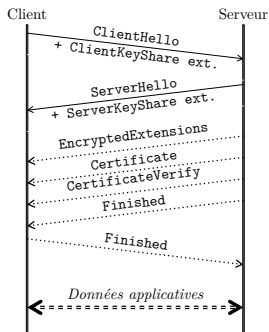 Client Serveur
ClientHello
+ ClientKeyShare ext.
ServerHello
+ ServerKeyShare ext.
EncryptedExtensions
Certificate
CertificateVerify
Finished
Finished
Données applicatives